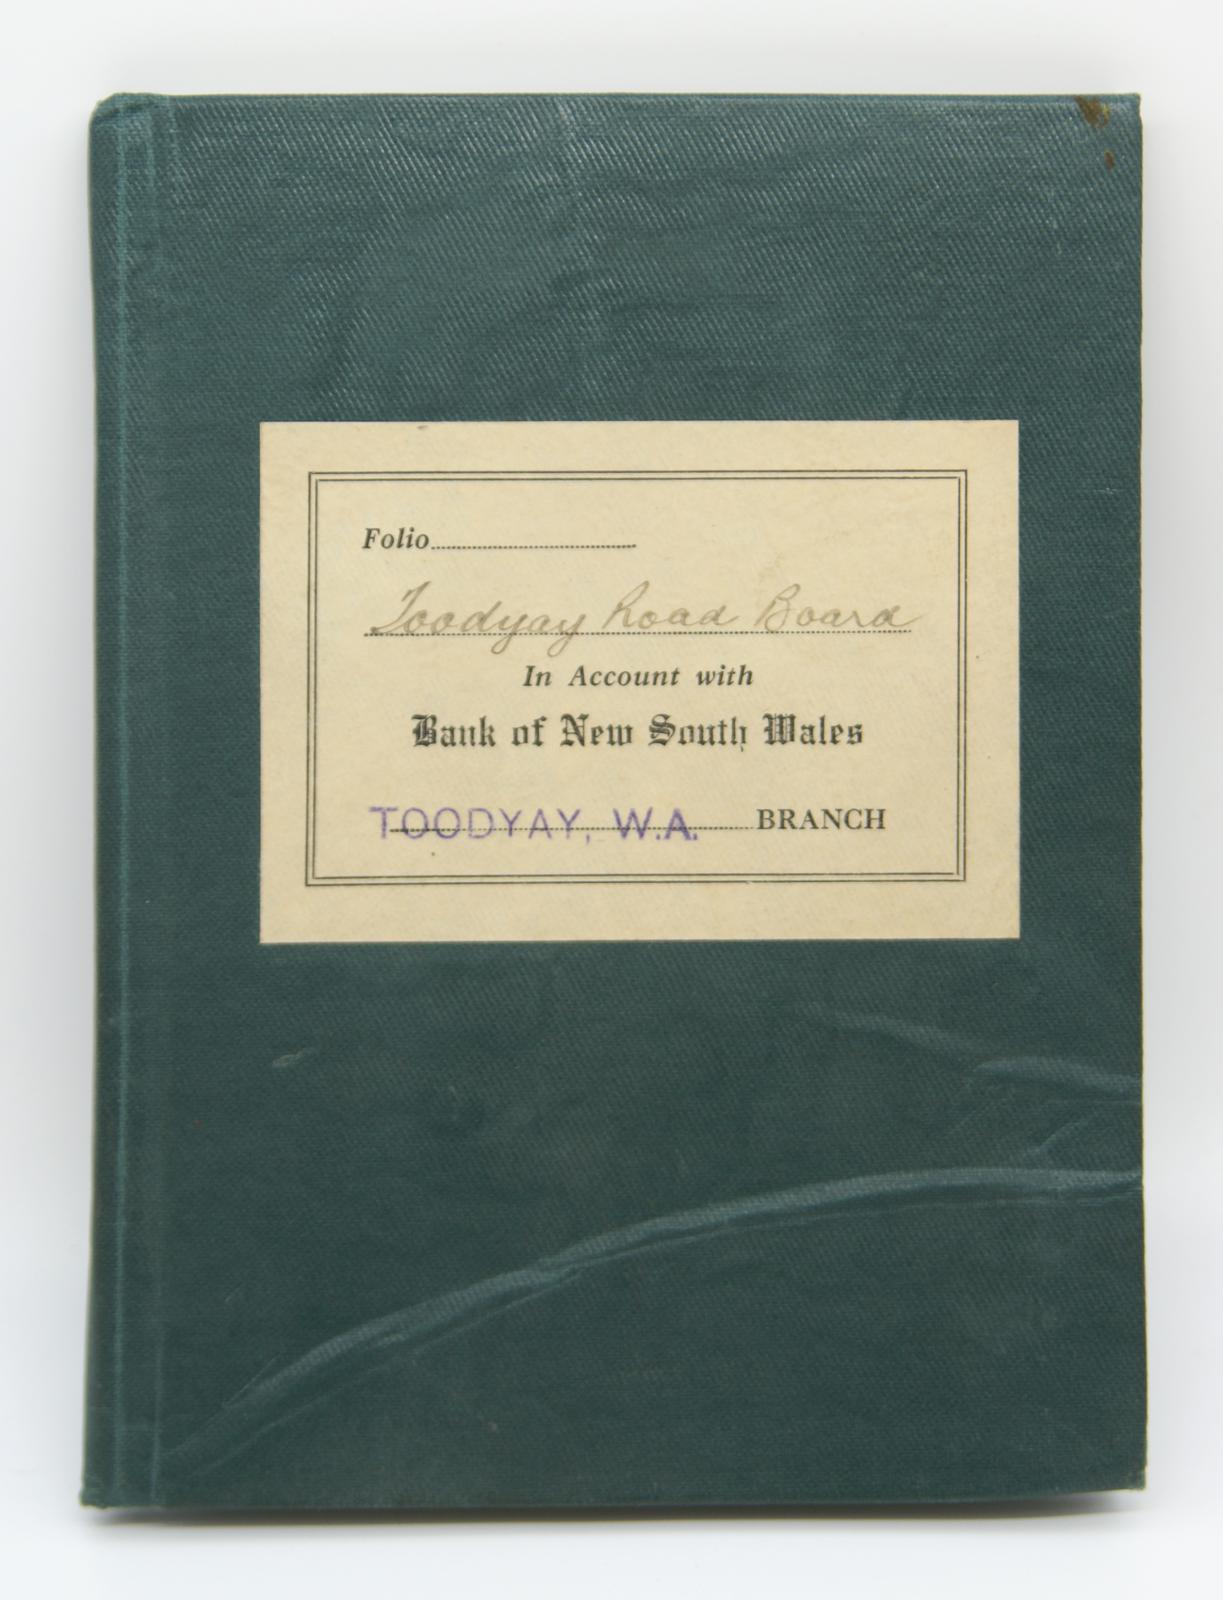 Folio
Toodyay Road Board
In Account with
Bank of New South Wales
TOODYAY, W.A. BRANCH